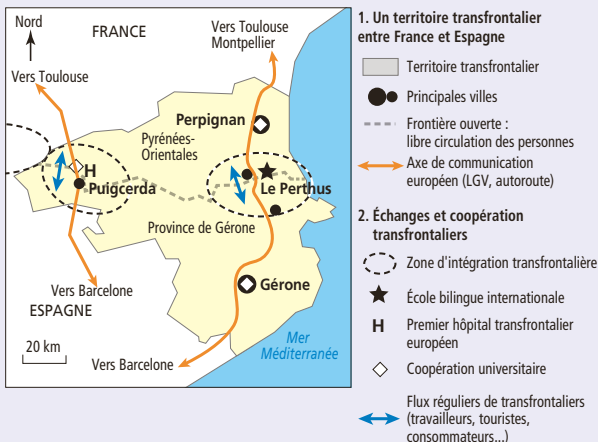 Nord
FRANCE
Vers Toulouse
Montpellier
Vers Toulouse
Perpignan
Pyrénées-
Orientales
H
Puigcerda
Le Perthus
Province de Gérone
Vers Barcelone
Gérone
ESPAGNE
Mer
Méditerranée
20 km
Vers Barcelone
1. Un territoire transfrontalier
entre France et Espagne
Territoire transfrontalier
Principales villes
Frontière ouverte :
libre circulation des personnes
Axe de communication
européen (LGV, autoroute)
2. Échanges et coopération
transfrontaliers
Zone d'intégration transfrontalière
École bilingue internationale
H Premier hôpital transfrontalier
européen
Coopération universitaire
Flux réguliers de transfrontaliers
(travailleurs, touristes,
consommateurs...)